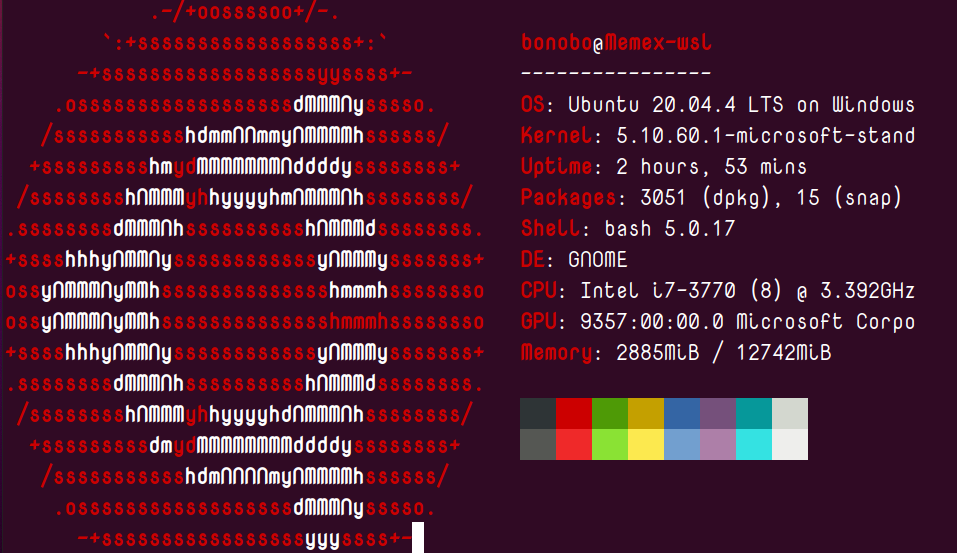 .-/+oossssoo+/-.
`:+ssssssssssssssssss+:`
-+ssssssssssssssssssyyssss+-
.ossssssssssssssssssdMMMNysssso.
/ssssssssssshdmmNNmmyNMMMMhssssss/
+ssssssssshmydMMMMMMMNddddyssssssss+
/sssssssshNMMMyhhyyyyhmNMMMNhssssssss/
.ssssssssdMMMNhsssssssssshNMMMdssssssss.
+sssshhhyNMMNyssssssssssssyNMMMysssssss+
ossyNMMMNyMMhsssssssssssssshmmmhssssssso
ossyNMMMNyMMhsssssssssssssshmmmhssssssso
+sssshhhyNMMNyssssssssssssyNMMMysssssss+
.ssssssssdMMMNhsssssssssshNMMMdssssssss.
/sssssssshNMMMyhhyyyyhdNMMMNhssssssss/
+sssssssssdmydMMMMMMMMddddyssssssss+
/ssssssssssshdmNNNNmyNMMMMhssssss/
.ossssssssssssssssssdMMMNysssso.
-+sssssssssssssssssyyyssss+-
bonobo@Memex-wsl
----------------
OS: Ubuntu 20.04.4 LTS on Windows
Kernel: 5.10.60.1-microsoft-stand
Uptime: 2 hours, 53 mins
Packages: 3051 (dpkg), 15 (snap)
Shell: bash 5.0.17
DE: GNOME
CPU: Intel i7-3770 (8) @ 3.392GHz
GPU: 9357:00:00.0 Microsoft Corpo
Memory: 2885MiB / 12742MiB